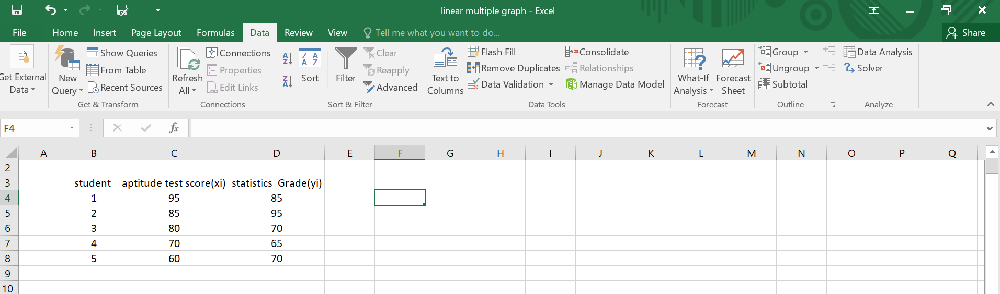 linear multiple graph - Excel
File Home Insert Page Layout Formulas Data Review View Tell me what you want to do... Share
Get External Data
New Query
Show Queries
From Table
Recent Sources
Get & Transform
Refresh All
Connections
Properties
Edit Links
Connections
A Z
Z A
Z A A Z
Sort
Filter
Clear
Reapply
Advanced
Sort & Filter
Text to Columns
Flash Fill
Remove Duplicates
Data Validation
Consolidate
Relationships
Manage Data Model
Data Tools
What-If Analysis
Forecast Sheet
Forecast
Group
Ungroup
Subtotal
Outline
Data Analysis
Solver
Analyze
F4 fx
A B C D E F G H I J K L M N O P Q
2
3 student aptitude test score(xi) statistics Grade(yi)
4 1 95 85
5 2 85 95
6 3 80 70
7 4 70 65
8 5 60 70
9
10